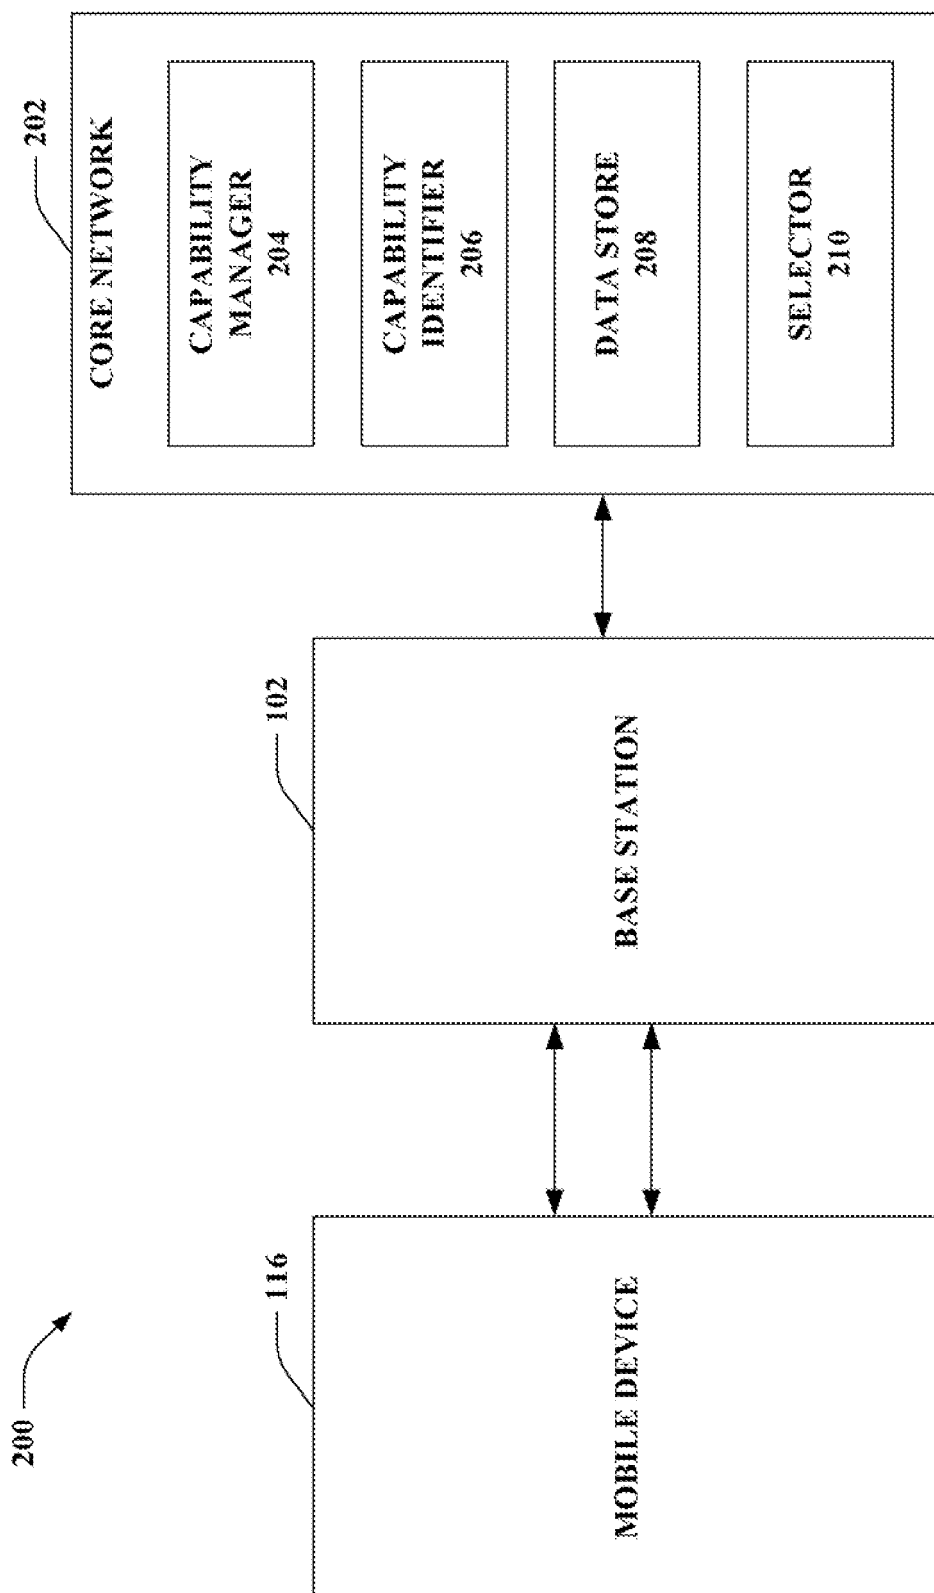 200
202
CORE NETWORK
CAPABILITY
MANAGER
204
CAPABILITY
IDENTIFIER
206
DATA STORE
208
SELECTOR
210
102
BASE STATION
116
MOBILE DEVICE